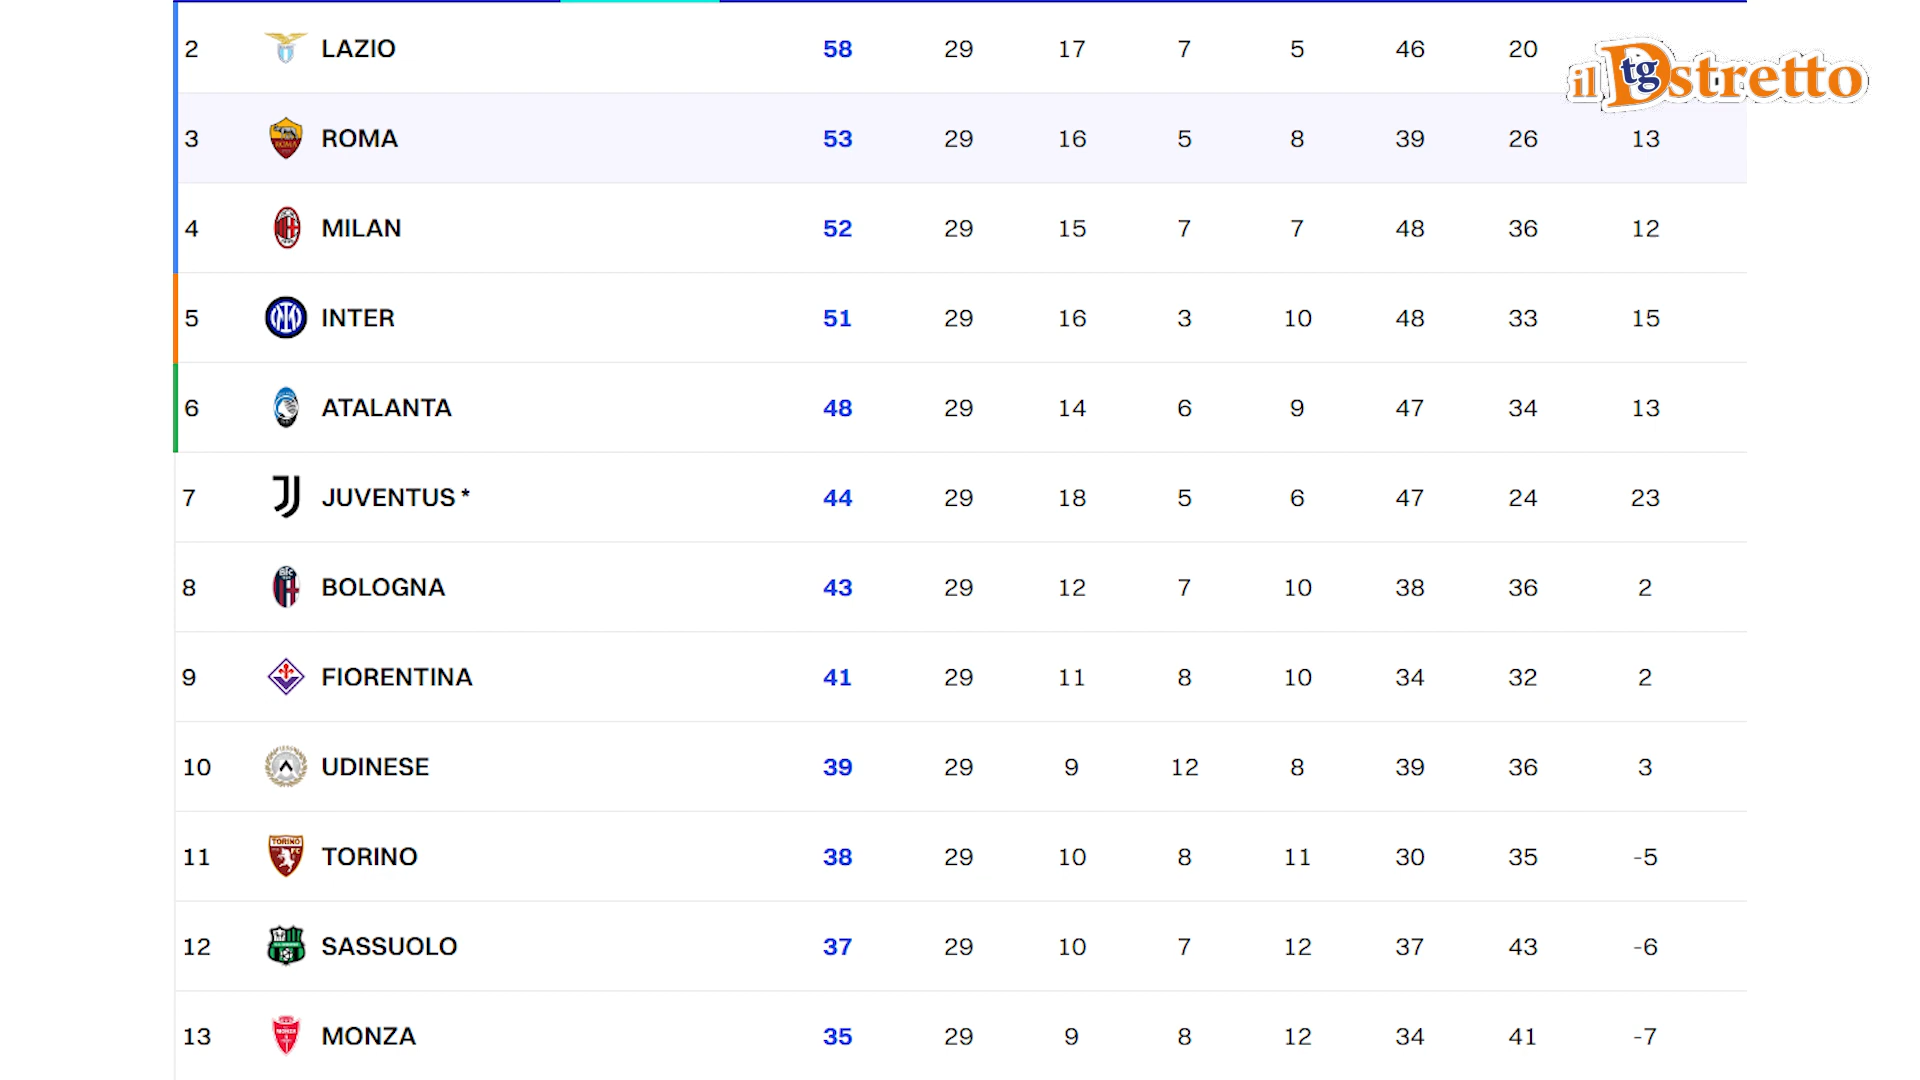 2 LAZIO 58 29 17 7 5 46 20
il tg Dstretto
3 ROMA 53 29 16 5 8 39 26 13
4 MILAN 52 29 15 7 7 48 36 12
5 INTER 51 29 16 3 10 48 33 15
6 ATALANTA 48 29 14 6 9 47 34 13
7 JUVENTUS * 44 29 18 5 6 47 24 23
8 BOLOGNA 43 29 12 7 10 38 36 2
9 FIORENTINA 41 29 11 8 10 34 32 2
10 UDINESE 39 29 9 12 8 39 36 3
11 TORINO 38 29 10 8 11 30 35 -5
12 SASSUOLO 37 29 10 7 12 37 43 -6
13 MONZA 35 29 9 8 12 34 41 -7